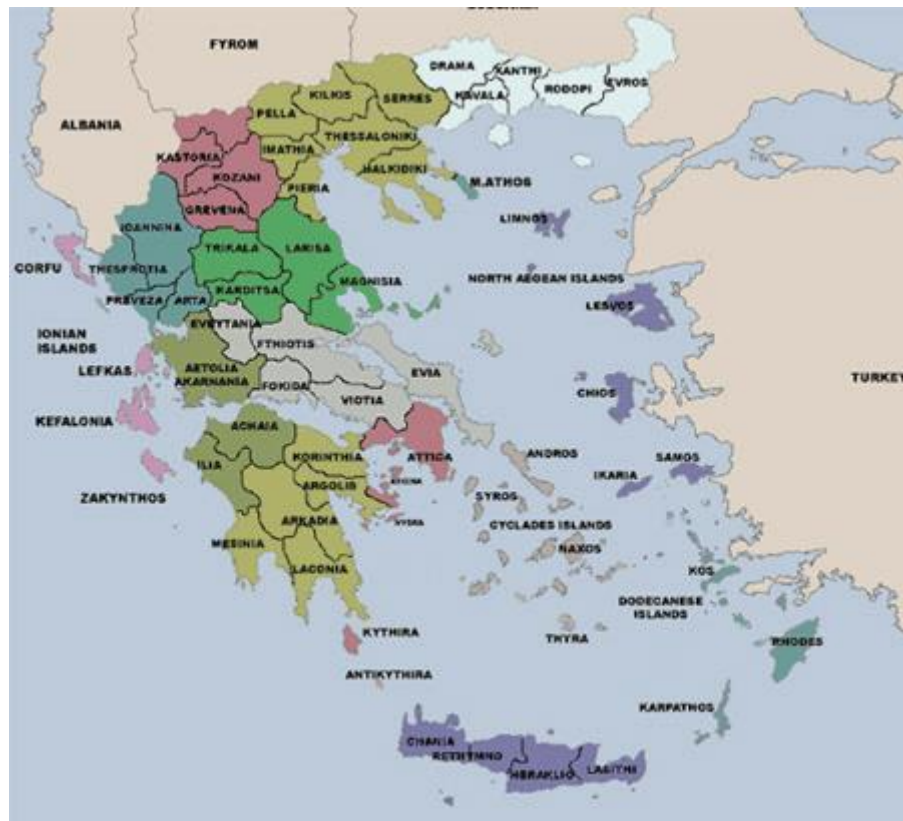 FYROM
ALBANIA
DRAMA
XANTHI
KAVALA
RODOPI
EVROS
KILKIS
SERRES
PELLA
THESSALONIKI
IMATHIA
HALKIDIKI
KASTORIA
KOZANI
PIERIA
GREVENA
M.ATHOS
LIMNOS
IOANNINA
TRIKALA
LARISA
CORFU
THESFROTIA
NORTH AEGEAN ISLANDS
MAGNISIA
KARDITSA
PREVEZA
ARTA
LESVOS
EVRYTANIA
IONIAN
ISLANDS
FTHIOTIS
LEFKAS
AETOLIA
AKARNANIA
EVIA
TURKEY
FOKIDA
VIOTIA
CHIOS
KEFALONIA
ACHAIA
KORINTHIA
ATTICA
ANDROS
ILIA
SAMOS
IKARIA
ZAKYNTHOS
ARGOLIS
SYROS
HYDRA
ARKADIA
CYCLADES ISLANDS
MESINIA
NAXOS
LACONIA
KOS
DODECANESE
ISLANDS
KYTHIRA
THYRA
RHODES
ANTIKYTHIRA
KARPATHOS
CHANIA
RETHYMNO
HERAKLIO
LASITHI